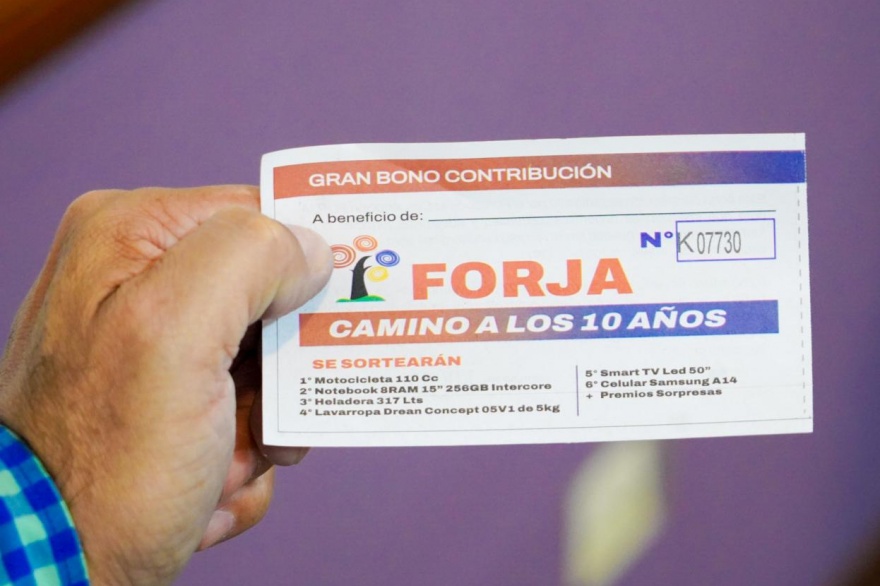 GRAN BONO CONTRIBUCIÓN
A beneficio de:
N° K 07730
FORJA
CAMINO A LOS 10 AÑOS
SE SORTEARÁN
1° Motocicleta 110 Cc
2° Notebook 8RAM 15" 256GB Intercore
3° Heladera 317 Lts
4° Lavarropa Drean Concept 05V1 de 5kg
5° Smart TV Led 50"
6° Celular Samsung A14
+ Premios Sorpresas